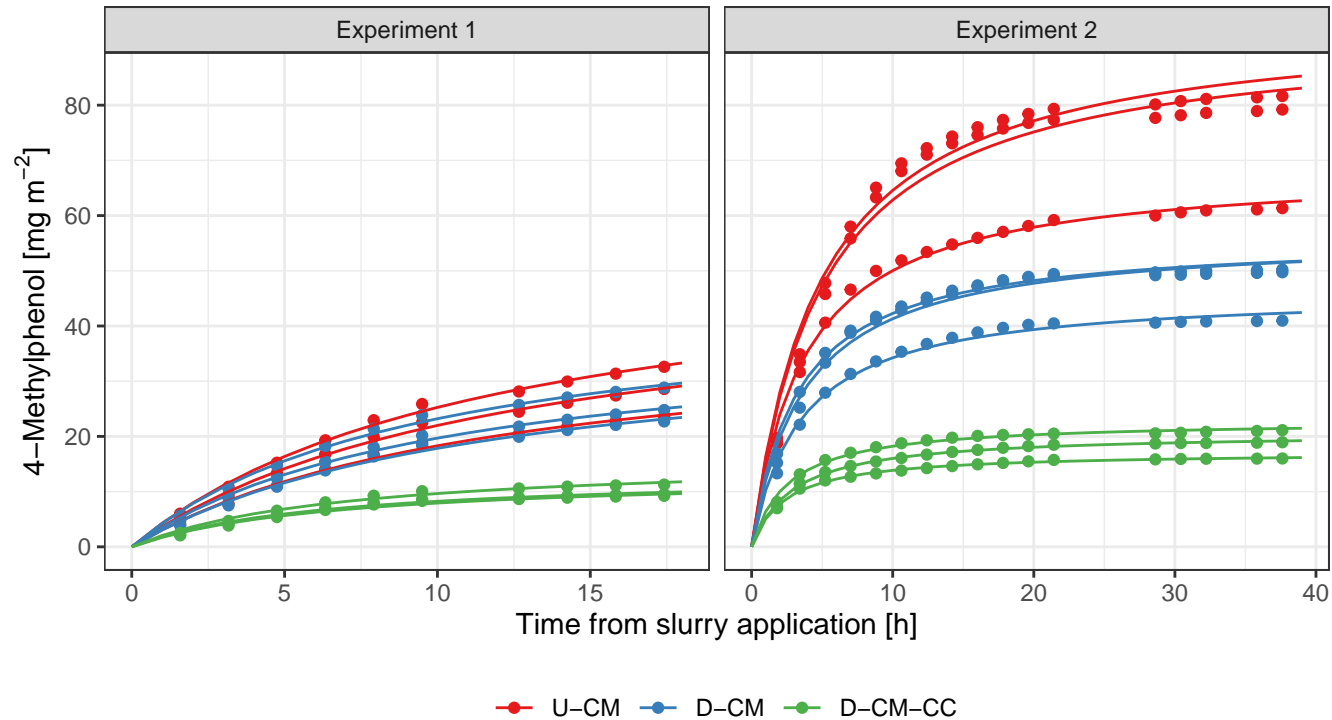 Experiment 1
Experiment 2
4−Methylphenol [mg m⁻²]
80
60
40
20
0
0 5 10 15
0 10 20 30 40
Time from slurry application [h]
U−CM D−CM D−CM−CC